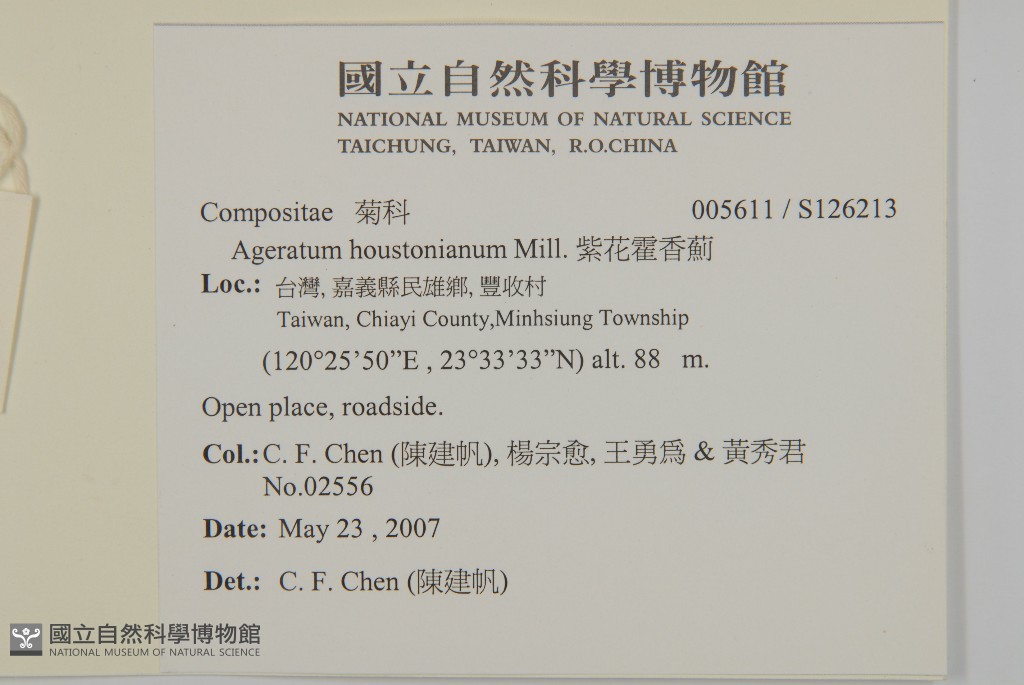 國立自然科學博物館
NATIONAL MUSEUM OF NATURAL SCIENCE
TAICHUNG, TAIWAN, R.O.CHINA
Compositae 菊科 005611 / S126213
Ageratum houstonianum Mill. 紫花霍香薊
Loc.: 台灣, 嘉義縣民雄鄉, 豐收村
Taiwan, Chiayi County,Minhsiung Township
(120°25’50”E , 23°33’33”N) alt. 88 m.
Open place, roadside.
Col.: C. F. Chen (陳建帆), 楊宗愈, 王勇為 & 黃秀君
No.02556
Date: May 23 , 2007
Det.: C. F. Chen (陳建帆)
國立自然科學博物館
NATIONAL MUSEUM OF NATURAL SCIENCE